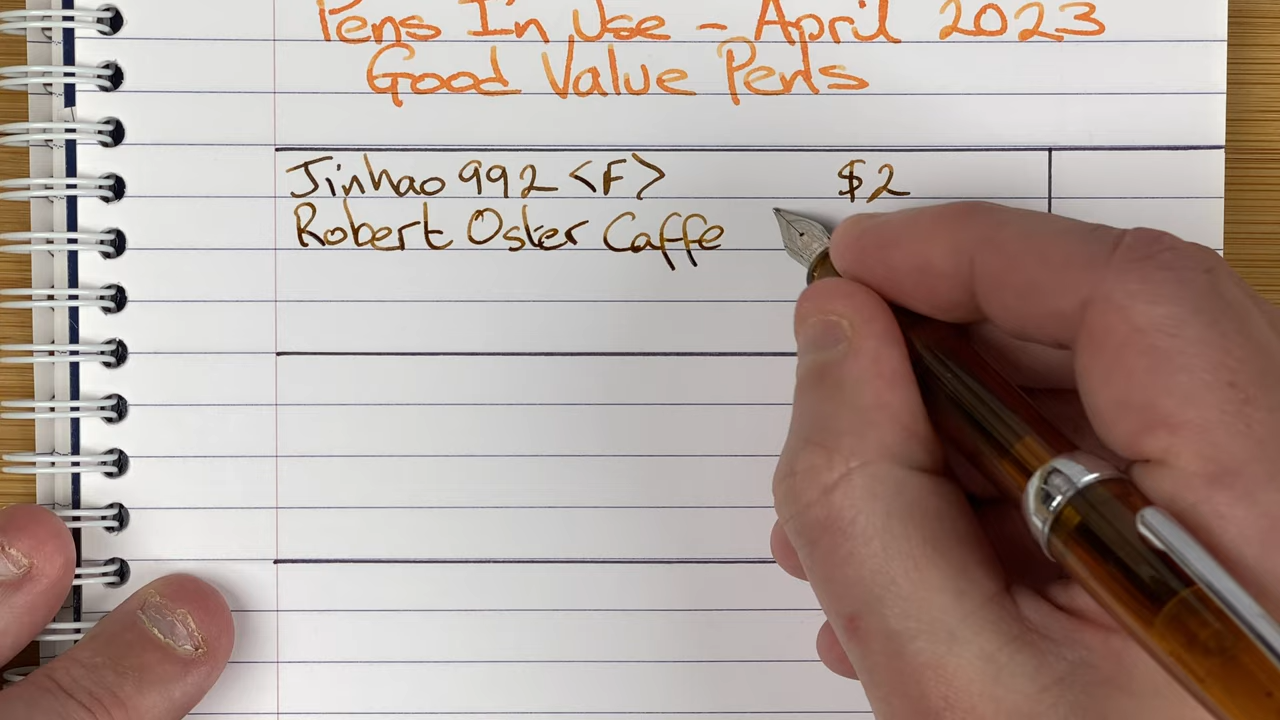 Pens In Use - April 2023
Good Value Pens
Jinhao 992 <F> $2
Robert Oster Caffe